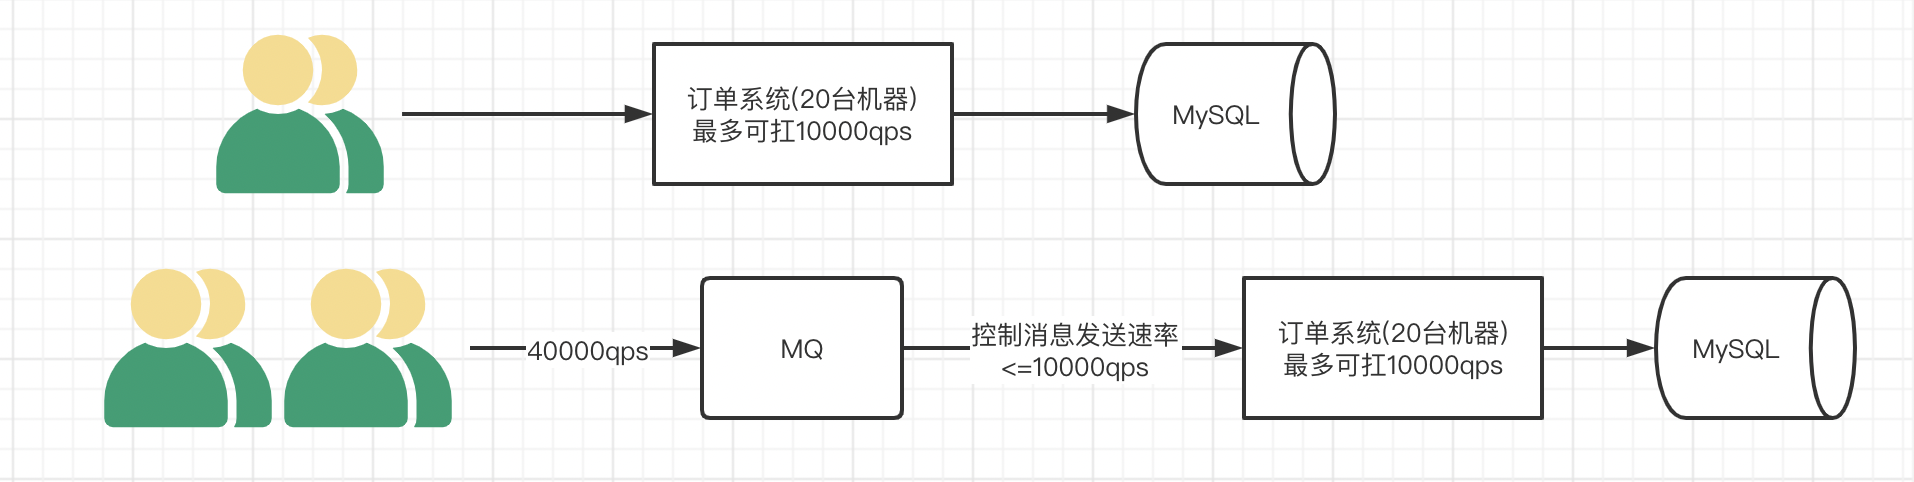 订单系统(20台机器)
最多可扛10000qps
MySQL
40000qps
MQ
控制消息发送速率
<=10000qps
订单系统(20台机器)
最多可扛10000qps
MySQL